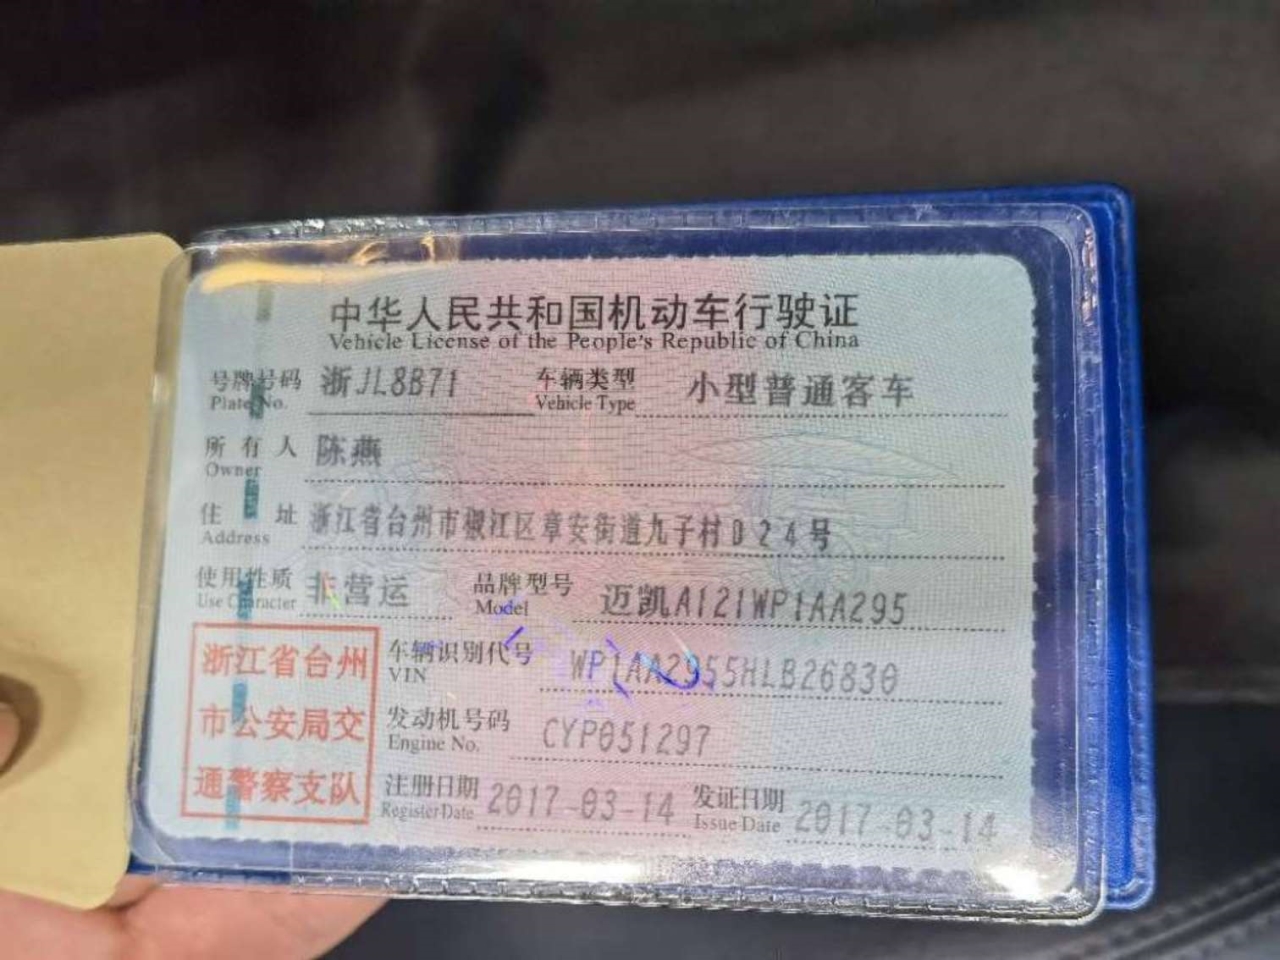 中华人民共和国机动车行驶证
Vehicle License of the People's Republic of China
号牌号码 浙JL8B71 车辆类型 小型普通客车
Plate No. Vehicle Type
所有人 陈燕
Owner
住址 浙江省台州市椒江区章安街道九子村D24号
Address
使用性质 非营运 品牌型号 迈凯A121WP1AA295
Use Character Model
浙江省台州
市公安局交
通警察支队
车辆识别代号 WP1AA2955HLB26830
VIN
发动机号码 CYP051297
Engine No.
注册日期 2017-03-14 发证日期 2017-03-14
Register Date Issue Date